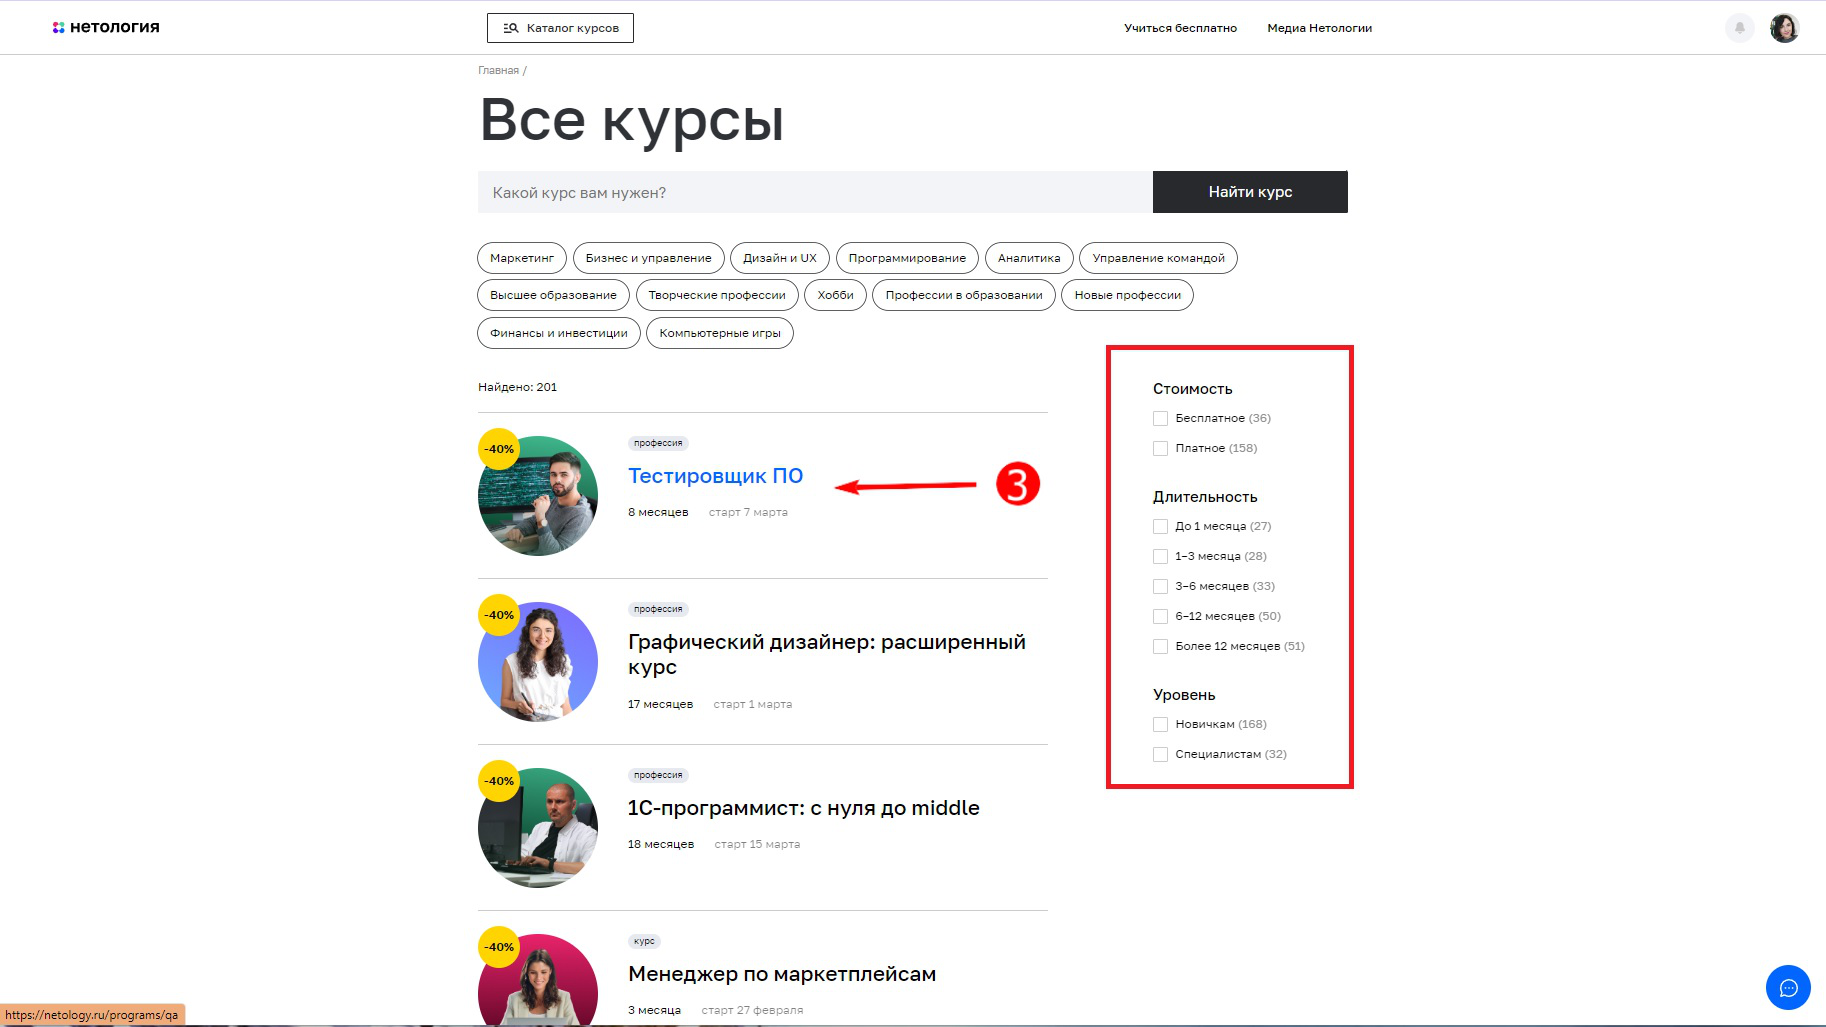 нетология
Каталог курсов
Учиться бесплатно
Медиа Нетологии
Главная /
Все курсы
Какой курс вам нужен?
Найти курс
Маркетинг
Бизнес и управление
Дизайн и UX
Программирование
Аналитика
Управление командой
Высшее образование
Творческие профессии
Хобби
Профессии в образовании
Новые профессии
Финансы и инвестиции
Компьютерные игры
Найдено: 201
-40%
профессия
Тестировщик ПО
8 месяцев
старт 7 марта
3
-40%
профессия
Графический дизайнер: расширенный
курс
17 месяцев
старт 1 марта
-40%
профессия
1С-программист: с нуля до middle
18 месяцев
старт 15 марта
-40%
курс
Менеджер по маркетплейсам
3 месяца
старт 27 февраля
Стоимость
Бесплатное (36)
Платное (158)
Длительность
До 1 месяца (27)
1–3 месяца (28)
3–6 месяцев (33)
6–12 месяцев (50)
Более 12 месяцев (51)
Уровень
Новичкам (168)
Специалистам (32)
https://netology.ru/programs/qa